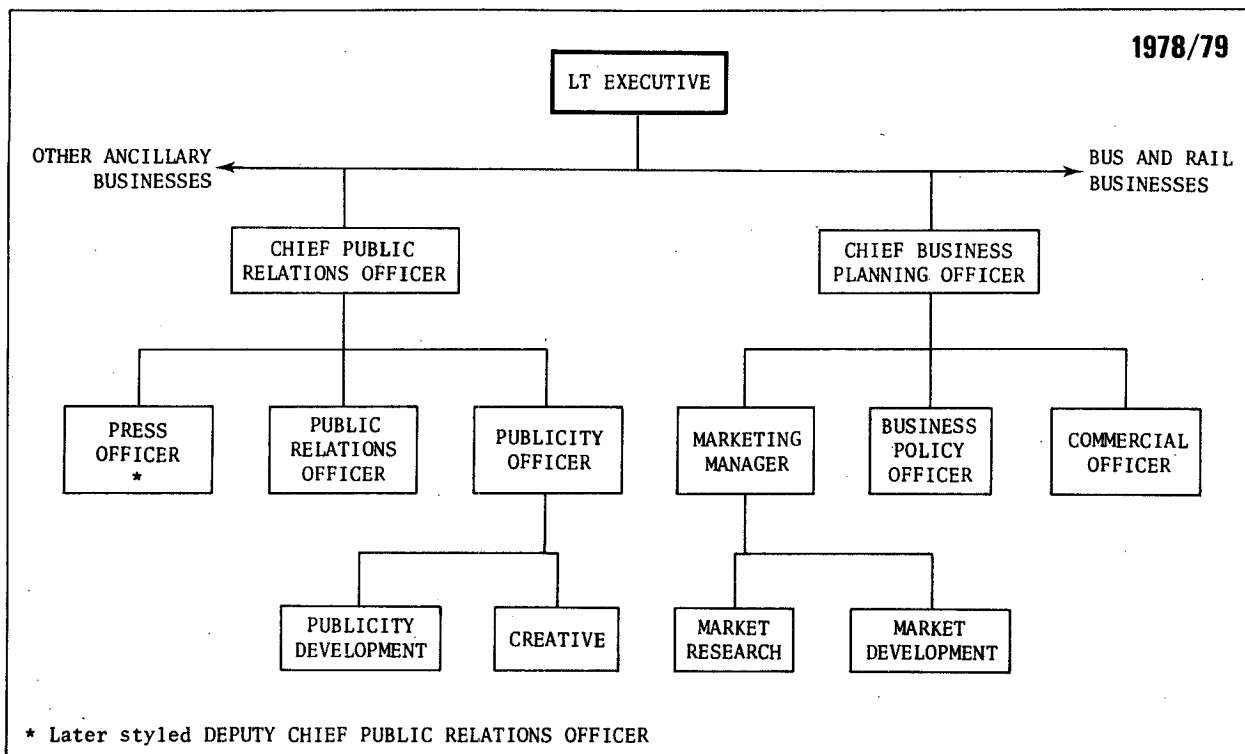 1978/79
LT EXECUTIVE
OTHER ANCILLARY
BUSINESSES
BUS AND RAIL
BUSINESSES
CHIEF PUBLIC
RELATIONS OFFICER
CHIEF BUSINESS
PLANNING OFFICER
PRESS
OFFICER
*
PUBLIC
RELATIONS
OFFICER
PUBLICITY
OFFICER
MARKETING
MANAGER
BUSINESS
POLICY
OFFICER
COMMERCIAL
OFFICER
PUBLICITY
DEVELOPMENT
CREATIVE
MARKET
RESEARCH
MARKET
DEVELOPMENT
* Later styled DEPUTY CHIEF PUBLIC RELATIONS OFFICER